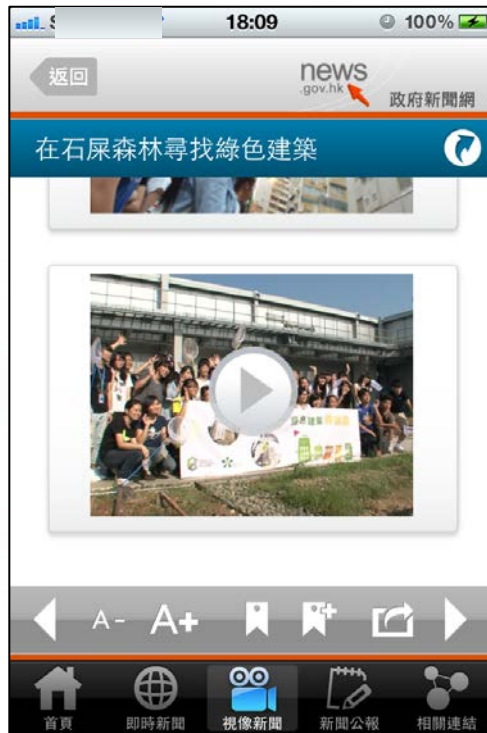 18:09
100%
返回
news
.gov.hk
政府新聞網
在石屎森林尋找綠色建築
A-
A+
首頁
即時新聞
視像新聞
新聞公報
相關連結